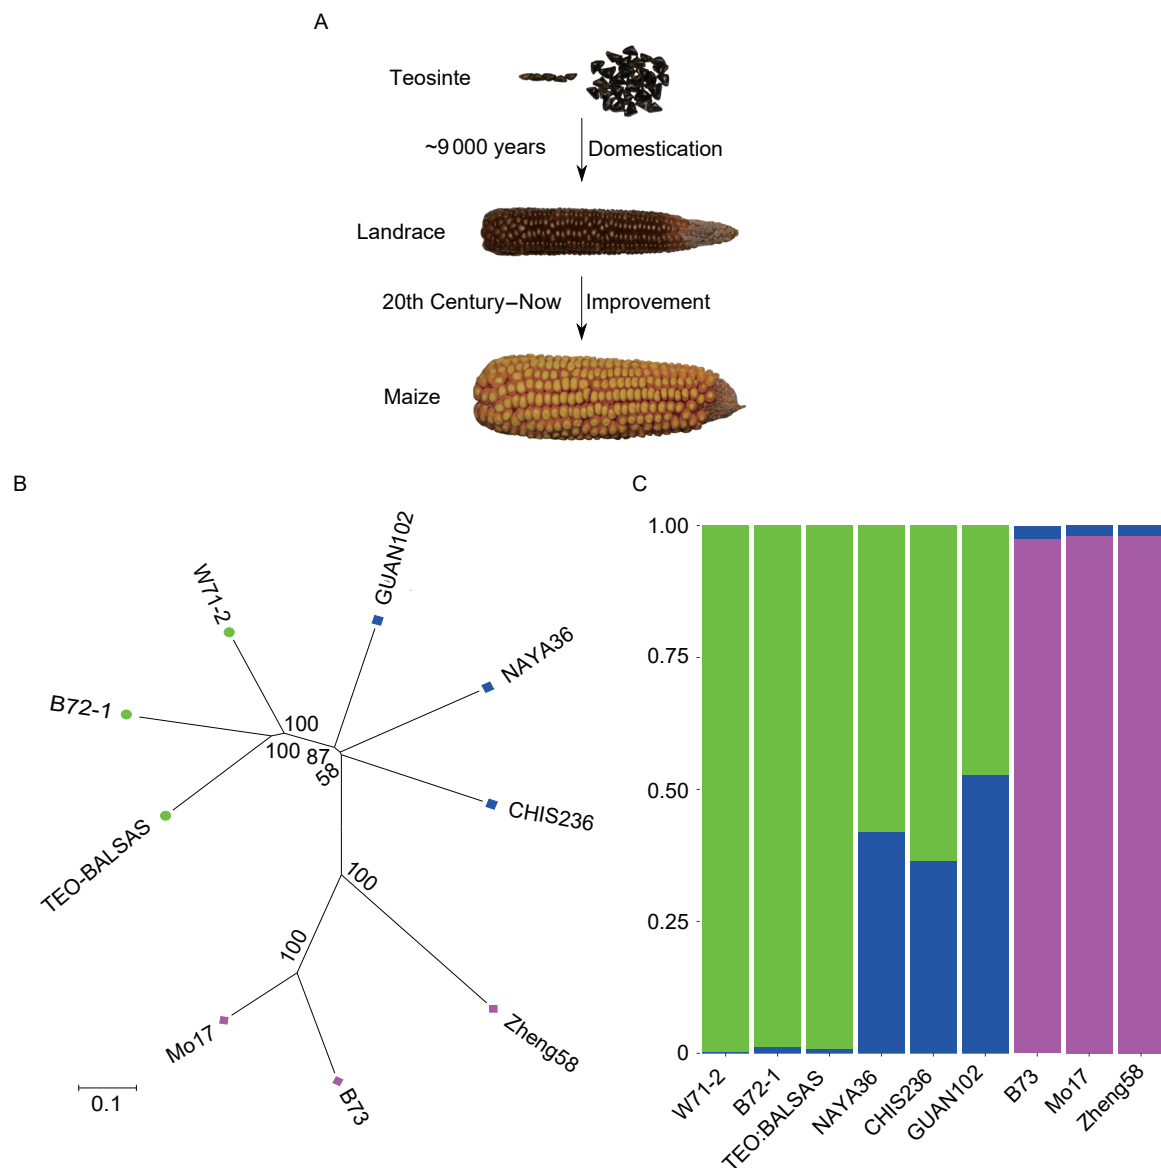 A
Teosinte
~9 000 years
Domestication
Landrace
20th Century–Now
Improvement
Maize
B
GUAN102
W71-2
NAYA36
B72-1
100
100
87
58
CHIS236
TEO-BALSAS
100
100
Mo17
Zheng58
B73
0.1
C
1.00
0.75
0.50
0.25
0
W71-2
B72-1
TEO:BALSAS
NAYA36
CHIS236
GUAN102
B73
Mo17
Zheng58